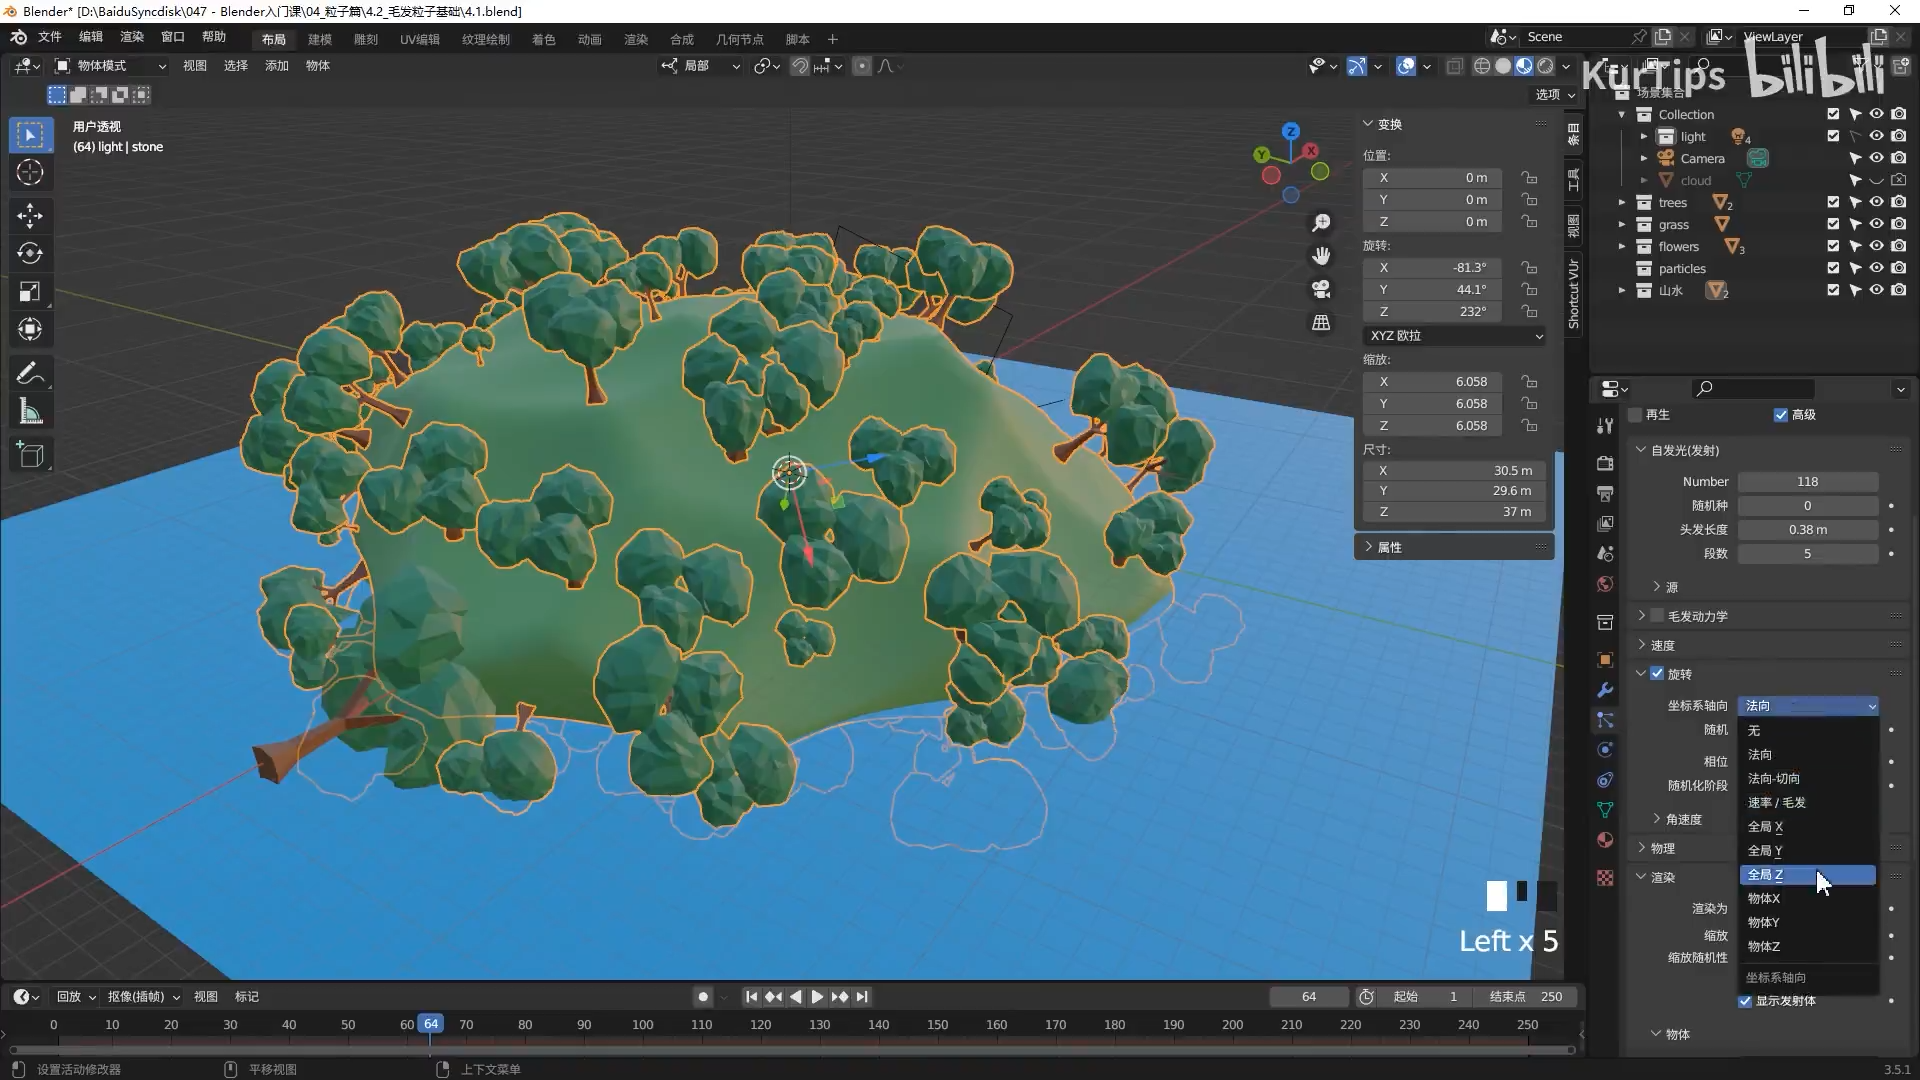 Blender* [D:\BaiduSyncdisk\047 - Blender入门课\04_粒子篇\4.2_毛发粒子基础\4.1.blend]
文件 编辑 渲染 窗口 帮助 布局 建模 雕刻 UV编辑 纹理绘制 着色 动画 渲染 合成 几何节点 脚本 +
Scene
ViewLayer
物体模式 视图 选择 添加 物体
局部
选项
KurTips bilibili
用户透视
(64) light | stone
Z
Y
X
变换
位置:
X 0 m
Y 0 m
Z 0 m
旋转:
X -81.3°
Y 44.1°
Z 232°
XYZ 欧拉
缩放:
X 6.058
Y 6.058
Z 6.058
尺寸:
X 30.5 m
Y 29.6 m
Z 37 m
属性
条目
工具
视图
Shortcut VUr
场景集合
Collection
light 4
Camera
cloud
trees 2
grass
flowers 3
particles
山水 2
再生 高级
自发光(发射)
Number 118
随机种 0
头发长度 0.38 m
段数 5
源
毛发动力学
速度
旋转
坐标系轴向 法向
随机
相位
随机化阶段
角速度
物理
渲染
渲染为
缩放
缩放随机性
无
法向
法向-切向
速率 / 毛发
全局 X
全局 Y
全局 Z
物体X
物体Y
物体Z
坐标系轴向
显示发射体
物体
Left x 5
回放 抠像(插帧) 视图 标记
64 起始 1 结束点 250
0 10 20 30 40 50 60 64 70 80 90 100 110 120 130 140 150 160 170 180 190 200 210 220 230 240 250
设置活动修改器 平移视图 上下文菜单
3.5.1